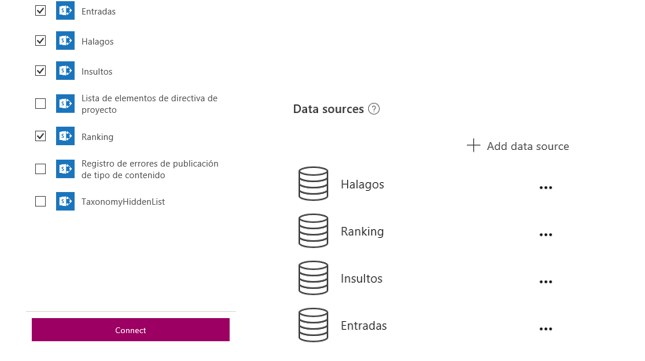 Entradas
Halagos
Insultos
Lista de elementos de directiva de
proyecto
Ranking
Registro de errores de publicación
de tipo de contenido
TaxonomyHiddenList
Connect
Data sources
Add data source
Halagos
Ranking
Insultos
Entradas